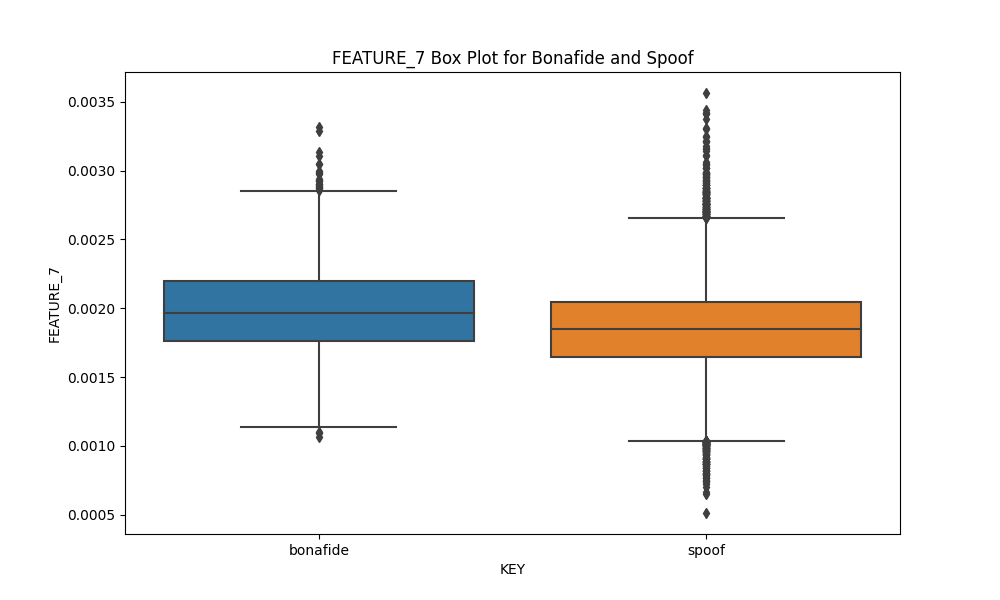 FEATURE_7 Box Plot for Bonafide and Spoof
FEATURE_7
0.0035
0.0030
0.0025
0.0020
0.0015
0.0010
0.0005
bonafide
spoof
KEY